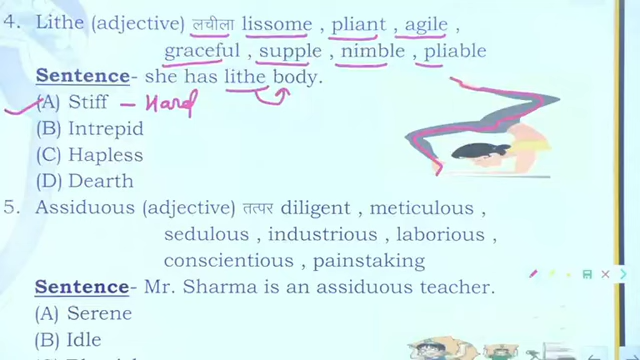 4. Lithe (adjective) लचीला lissome , pliant , agile ,
graceful , supple , nimble , pliable
Sentence- she has lithe body.
(A) Stiff – Hard
(B) Intrepid
(C) Hapless
(D) Dearth
5. Assiduous (adjective) तत्पर diligent , meticulous ,
sedulous , industrious , laborious ,
conscientious , painstaking
Sentence- Mr. Sharma is an assiduous teacher.
(A) Serene
(B) Idle